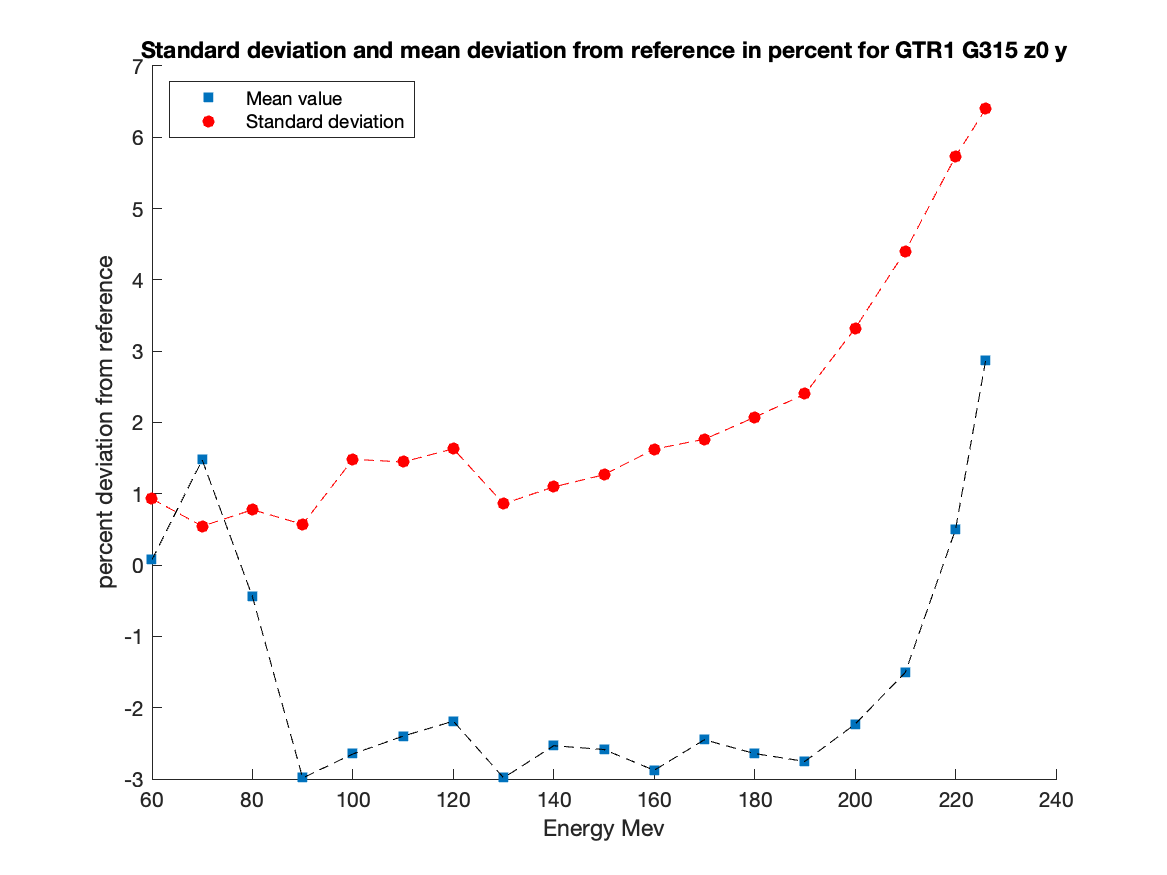 Standard deviation and mean deviation from reference in percent for GTR1 G315 z0 y
7
Mean value
Standard deviation
6
5
4
3
2
1
0
-1
-2
-3
percent deviation from reference
60 80 100 120 140 160 180 200 220 240
Energy Mev